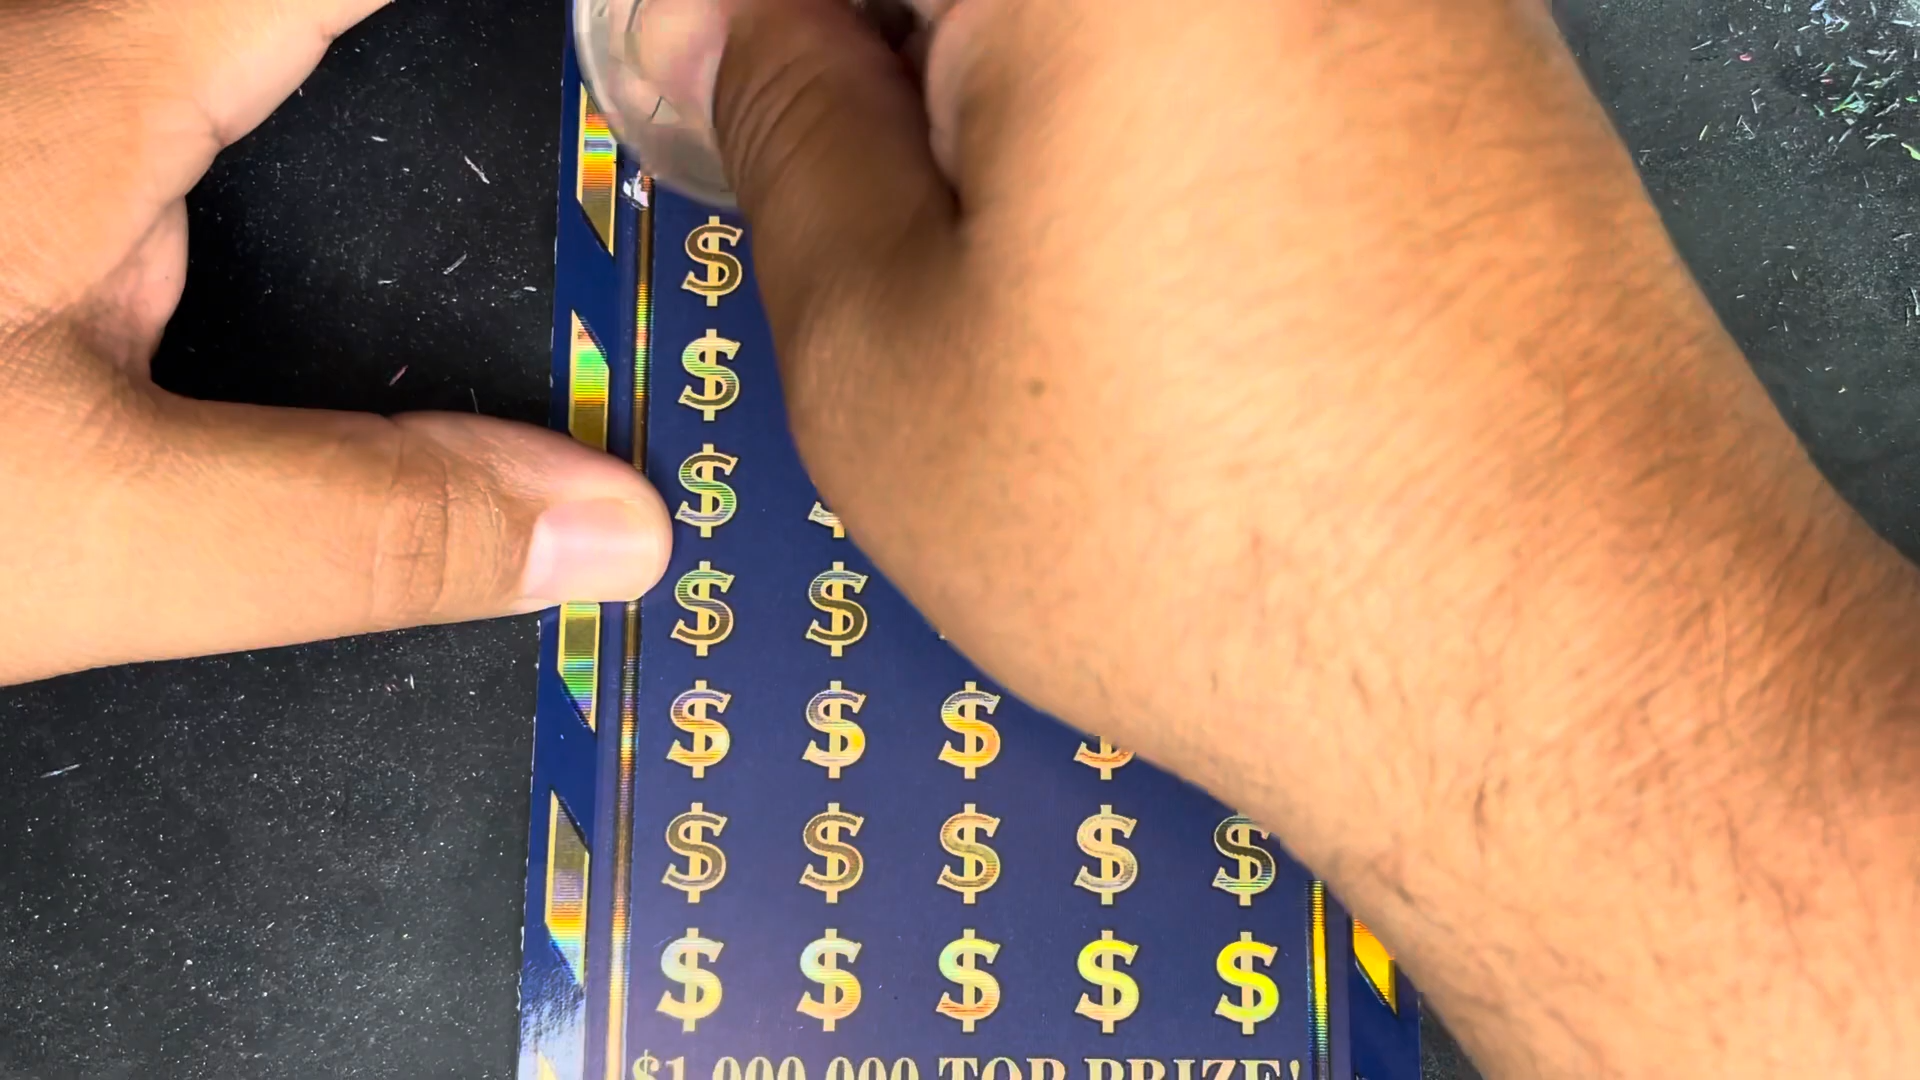 $
$
$
$ $
$ $ $ $
$ $ $ $ $
$ $ $ $ $
$1,000,000 TOP PRIZE!